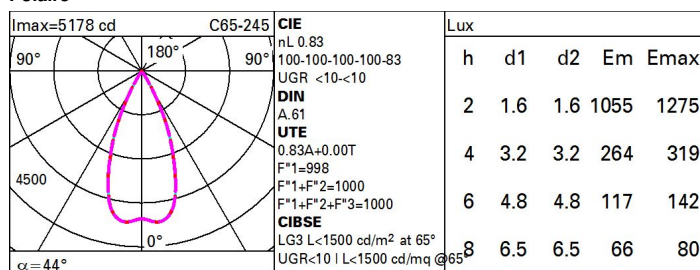 Imax=5178 cd C65-245
90° 180° 90°
4500
0°
α=44°
CIE
nL 0.83
100-100-100-100-83
UGR <10-<10
DIN
A.61
UTE
0.83A+0.00T
F"1=998
F"1+F"2=1000
F"1+F"2+F"3=1000
CIBSE
LG3 L<1500 cd/m² at 65°
UGR<10 | L<1500 cd/mq @65°
Lux
h d1 d2 Em Emax
2 1.6 1.6 1055 1275
4 3.2 3.2 264 319
6 4.8 4.8 117 142
8 6.5 6.5 66 80